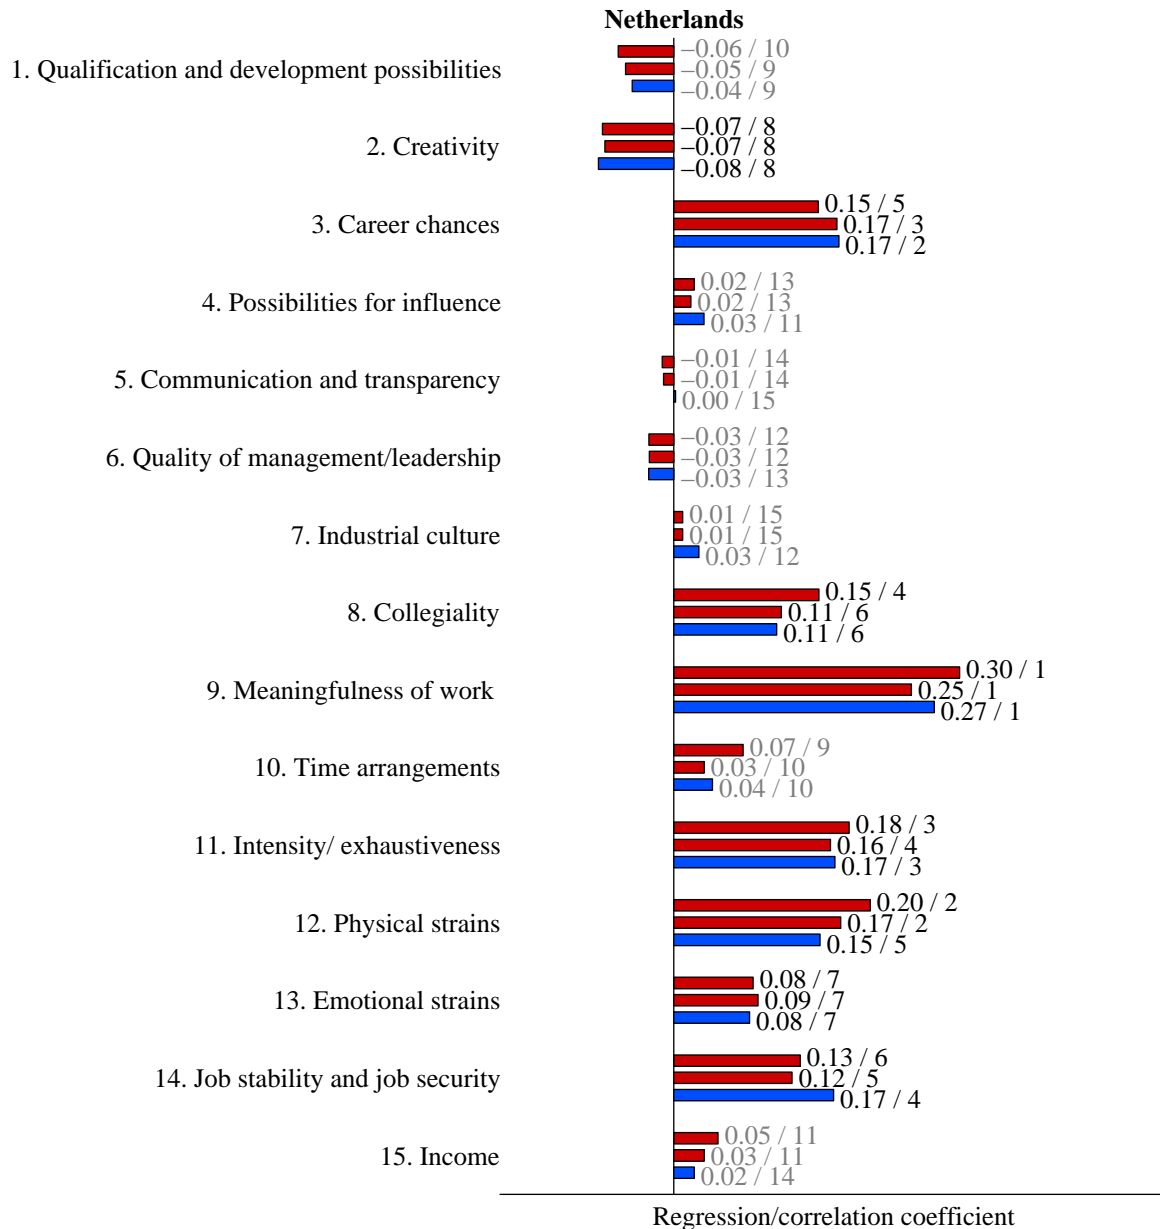 Netherlands
–0.06 / 10
1. Qualification and development possibilities
–0.05 / 9
–0.04 / 9
–0.07 / 8
2. Creativity
–0.07 / 8
–0.08 / 8
0.15 / 5
3. Career chances
0.17 / 3
0.17 / 2
0.02 / 13
4. Possibilities for influence
0.02 / 13
0.03 / 11
–0.01 / 14
5. Communication and transparency
–0.01 / 14
0.00 / 15
–0.03 / 12
6. Quality of management/leadership
–0.03 / 12
–0.03 / 13
0.01 / 15
7. Industrial culture
0.01 / 15
0.03 / 12
0.15 / 4
8. Collegiality
0.11 / 6
0.11 / 6
0.30 / 1
9. Meaningfulness of work
0.25 / 1
0.27 / 1
0.07 / 9
10. Time arrangements
0.03 / 10
0.04 / 10
0.18 / 3
11. Intensity/ exhaustiveness
0.16 / 4
0.17 / 3
0.20 / 2
12. Physical strains
0.17 / 2
0.15 / 5
0.08 / 7
13. Emotional strains
0.09 / 7
0.08 / 7
0.13 / 6
14. Job stability and job security
0.12 / 5
0.17 / 4
0.05 / 11
15. Income
0.03 / 11
0.02 / 14
Regression/correlation coefficient